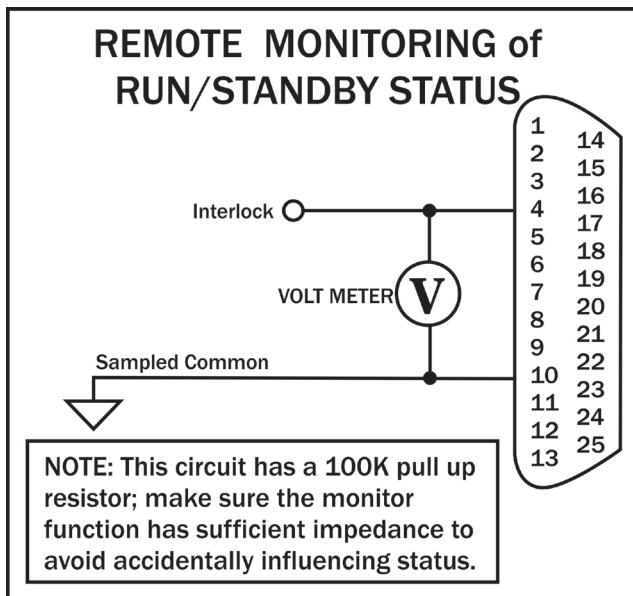 REMOTE MONITORING of
RUN/STANDBY STATUS
1
14
2
15
3
16
Interlock
4
17
5
18
6
19
VOLT METER
V
7
20
8
21
9
22
Sampled Common
10
23
11
24
12
25
13
NOTE: This circuit has a 100K pull up
resistor; make sure the monitor
function has sufficient impedance to
avoid accidentally influencing status.